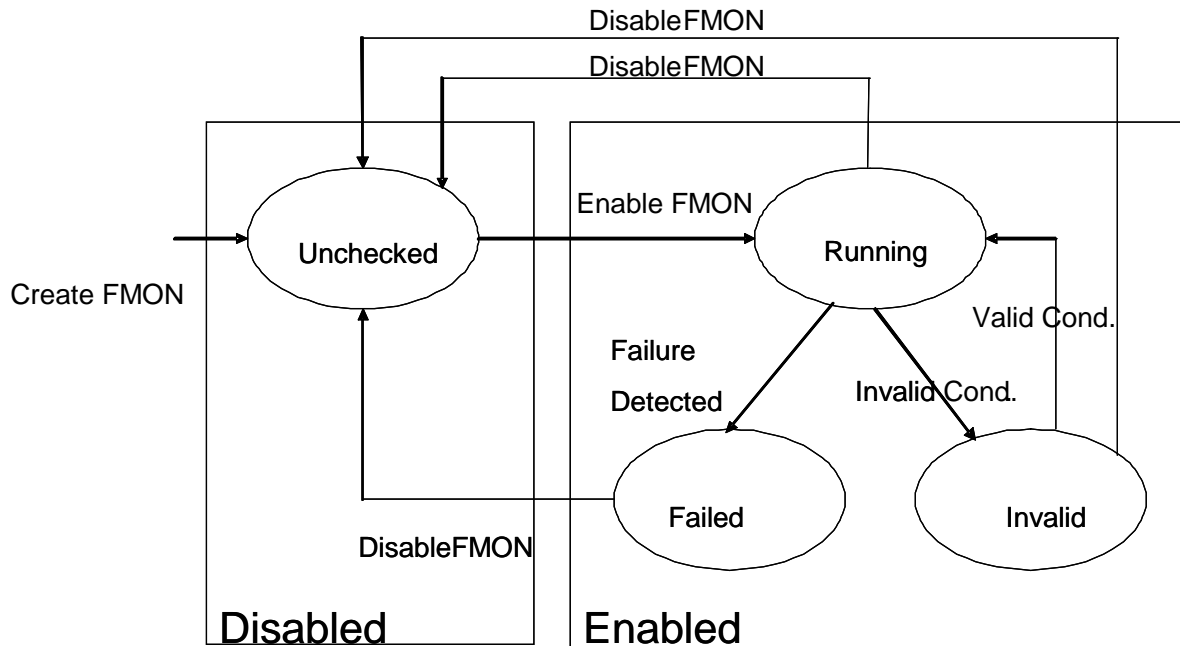 DisableFMON
DisableFMON
Enable FMON
Unchecked
Running
Create FMON
Valid Cond.
Failure
Detected
Invalid Cond.
Failed
Invalid
DisableFMON
Disabled
Enabled